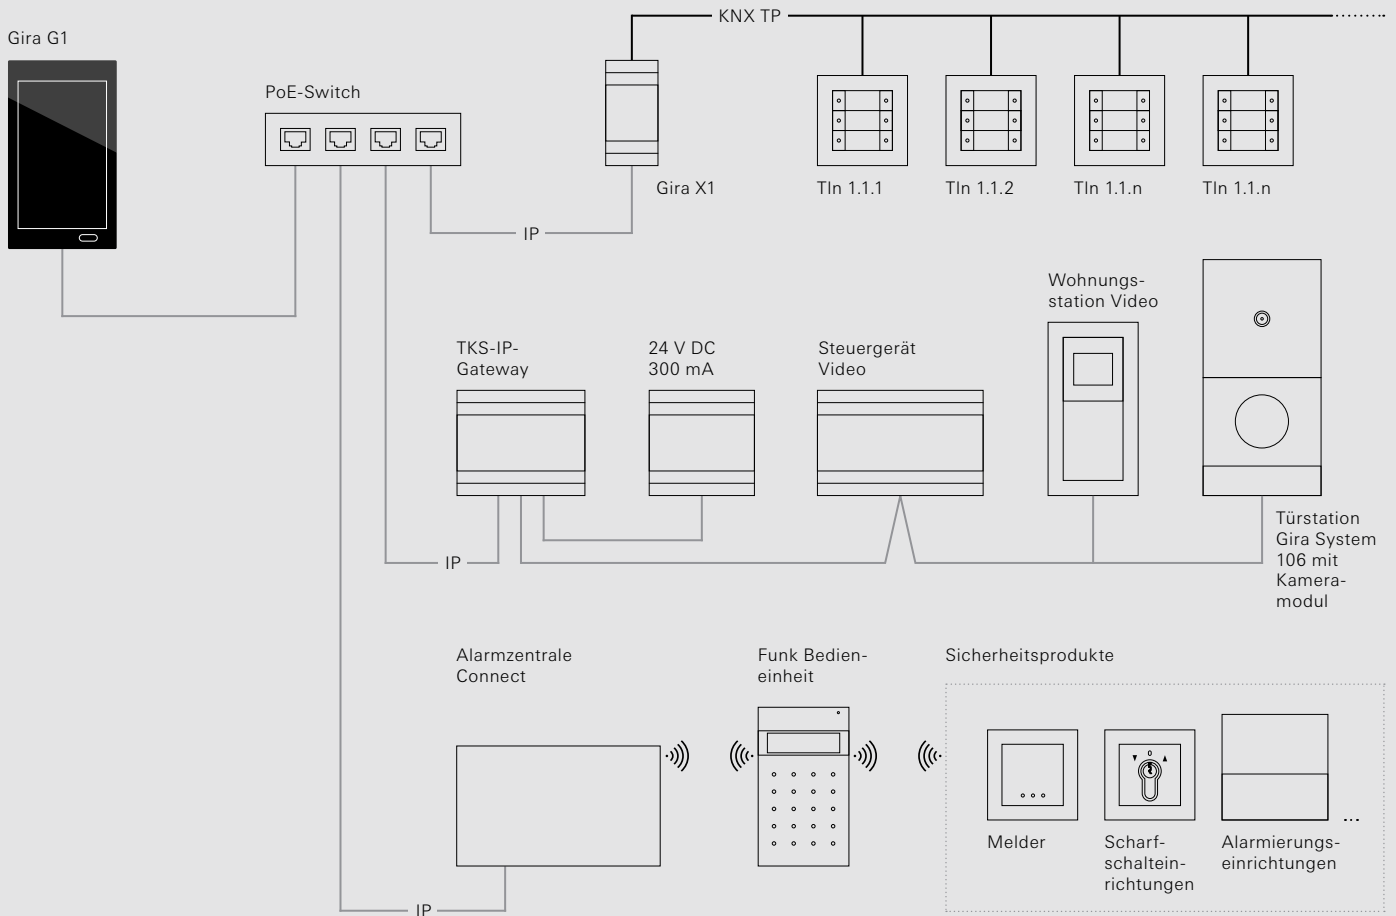 KNX TP
Gira G1
PoE-Switch
Gira X1
Tln 1.1.1
Tln 1.1.2
Tln 1.1.n
Tln 1.1.n
IP
Wohnungs-
station Video
TKS-IP-
Gateway
24 V DC
300 mA
Steuergerät
Video
IP
Türstation
Gira System
106 mit
Kamera-
modul
Alarmzentrale
Connect
Funk Bedien-
einheit
Sicherheitsprodukte
0
Melder
Scharf-
schaltein-
richtungen
Alarmierungs-
einrichtungen
...
IP